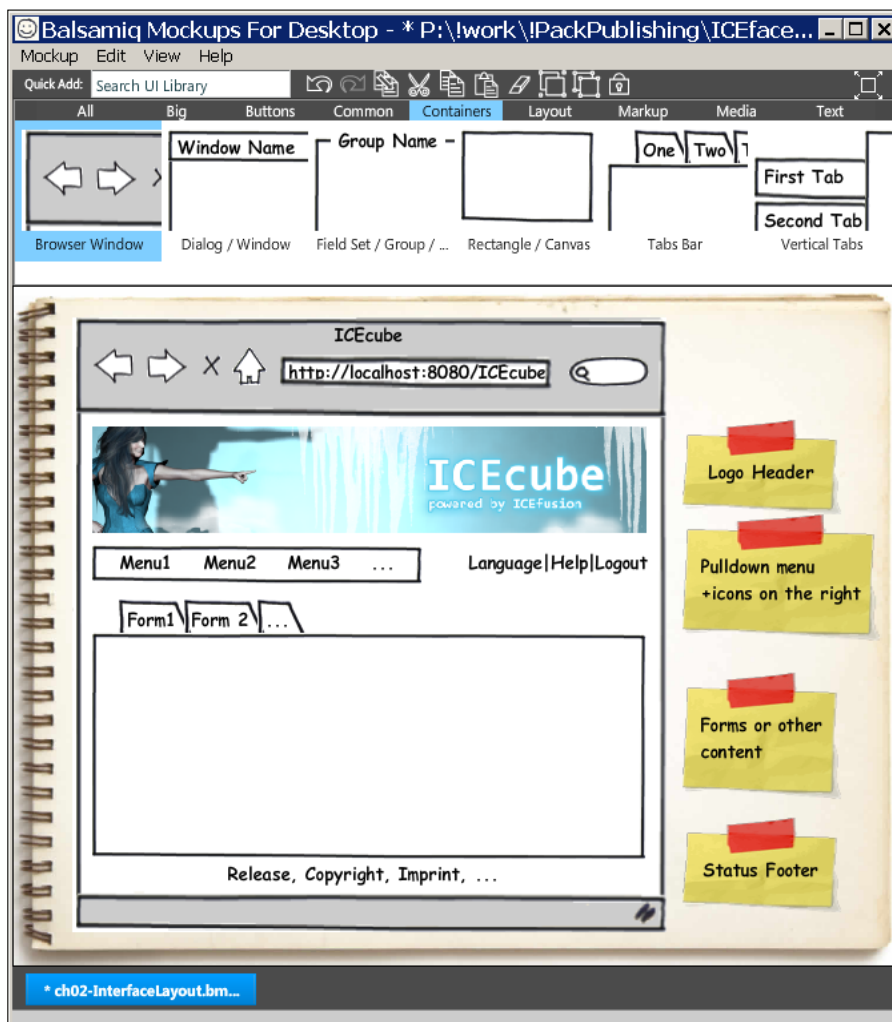 Balsamiq Mockups For Desktop - * P:\!work\!PackPublishing\ICEface...
Mockup Edit View Help
Quick Add: Search UI Library
All Big Buttons Common Containers Layout Markup Media Text
Window Name
Group Name
One Two T
First Tab
Second Tab
Browser Window Dialog / Window Field Set / Group / ... Rectangle / Canvas Tabs Bar Vertical Tabs
ICEcube
http://localhost:8080/ICEcube
ICEcube
powered by ICEfusion
Logo Header
Menu1 Menu2 Menu3 ... Language|Help|Logout
Pulldown menu
+icons on the right
Form1 Form 2 ...
Forms or other
content
Release, Copyright, Imprint, ...
Status Footer
* ch02-InterfaceLayout.bm...